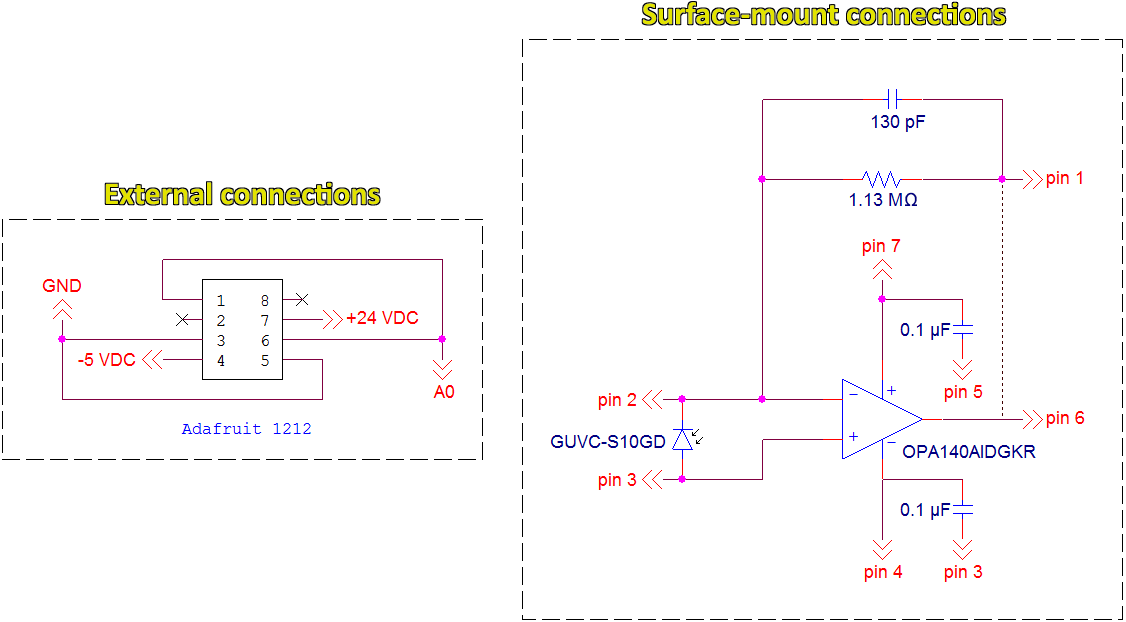 Surface-mount connections
130 pF
pin 1
1.13 MΩ
External connections
pin 7
GND
1 8
2 7
+24 VDC
3 6
0.1 µF
-5 VDC
4 5
A0
pin 5
pin 2
−
+
pin 6
Adafruit 1212
GUVC-S10GD
+
−
OPA140AIDGKR
pin 3
0.1 µF
pin 4
pin 3